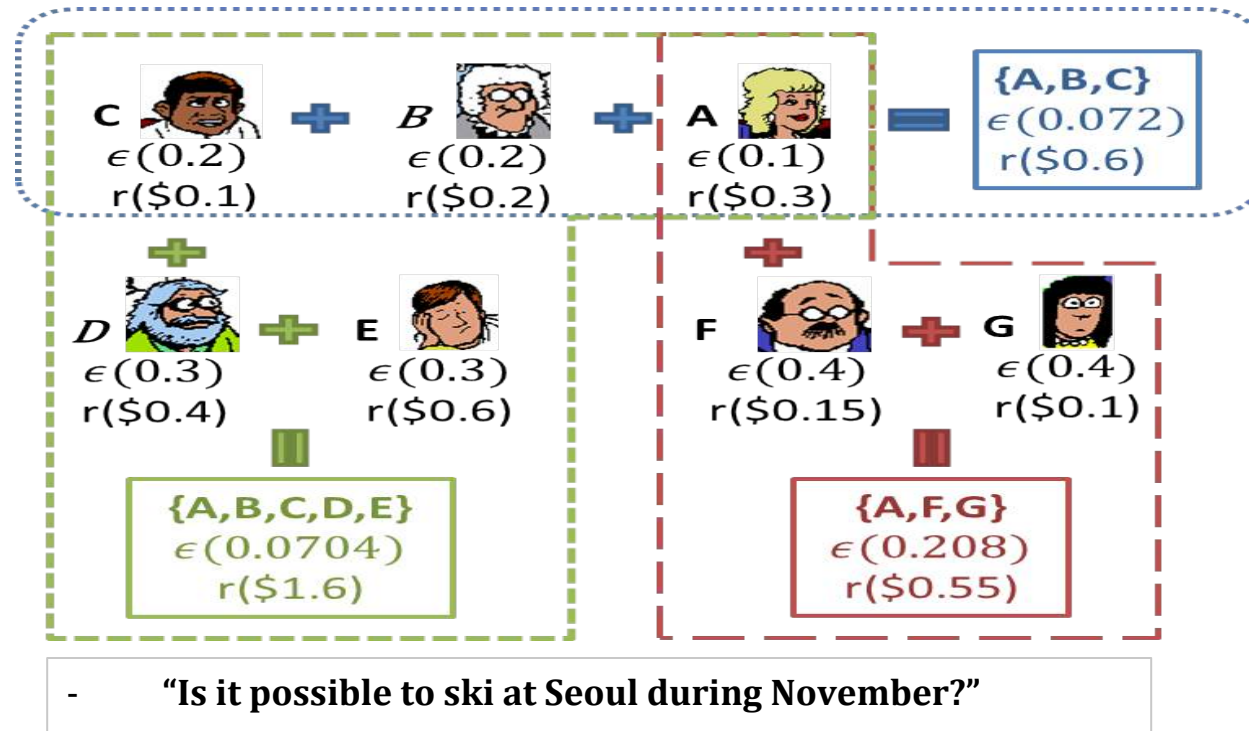 C B A {A,B,C}
ϵ(0.2) ϵ(0.2) ϵ(0.1) ϵ(0.072)
r($0.1) r($0.2) r($0.3) r($0.6)
D E F G
ϵ(0.3) ϵ(0.3) ϵ(0.4) ϵ(0.4)
r($0.4) r($0.6) r($0.15) r($0.1)
{A,B,C,D,E} {A,F,G}
ϵ(0.0704) ϵ(0.208)
r($1.6) r($0.55)
- “Is it possible to ski at Seoul during November?”